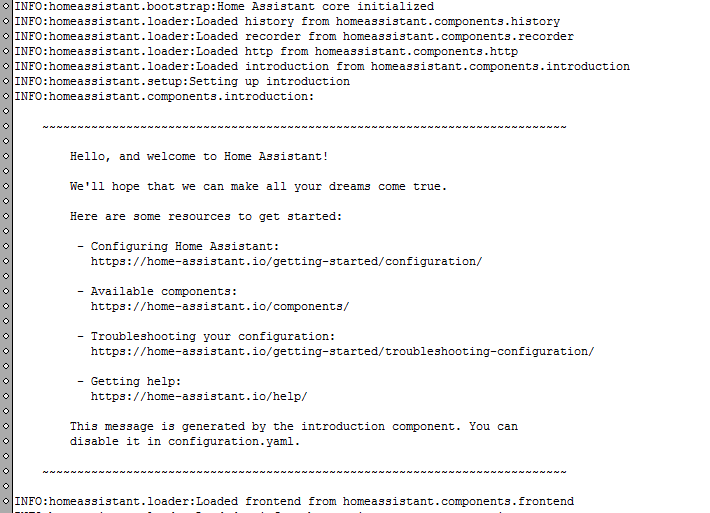 INFO:homeassistant.bootstrap:Home Assistant core initialized
INFO:homeassistant.loader:Loaded history from homeassistant.components.history
INFO:homeassistant.loader:Loaded recorder from homeassistant.components.recorder
INFO:homeassistant.loader:Loaded http from homeassistant.components.http
INFO:homeassistant.loader:Loaded introduction from homeassistant.components.introduction
INFO:homeassistant.setup:Setting up introduction
INFO:homeassistant.components.introduction:
~~~~~~~~~~~~~~~~~~~~~~~~~~~~~~~~~~~~~~~~~~~~~~~~~~~~~~~~~~~~~~~~~~~~~~~~~~~
Hello, and welcome to Home Assistant!
We'll hope that we can make all your dreams come true.
Here are some resources to get started:
- Configuring Home Assistant:
https://home-assistant.io/getting-started/configuration/
- Available components:
https://home-assistant.io/components/
- Troubleshooting your configuration:
https://home-assistant.io/getting-started/troubleshooting-configuration/
- Getting help:
https://home-assistant.io/help/
This message is generated by the introduction component. You can
disable it in configuration.yaml.
~~~~~~~~~~~~~~~~~~~~~~~~~~~~~~~~~~~~~~~~~~~~~~~~~~~~~~~~~~~~~~~~~~~~~~~~~~~
INFO:homeassistant.loader:Loaded frontend from homeassistant.components.frontend